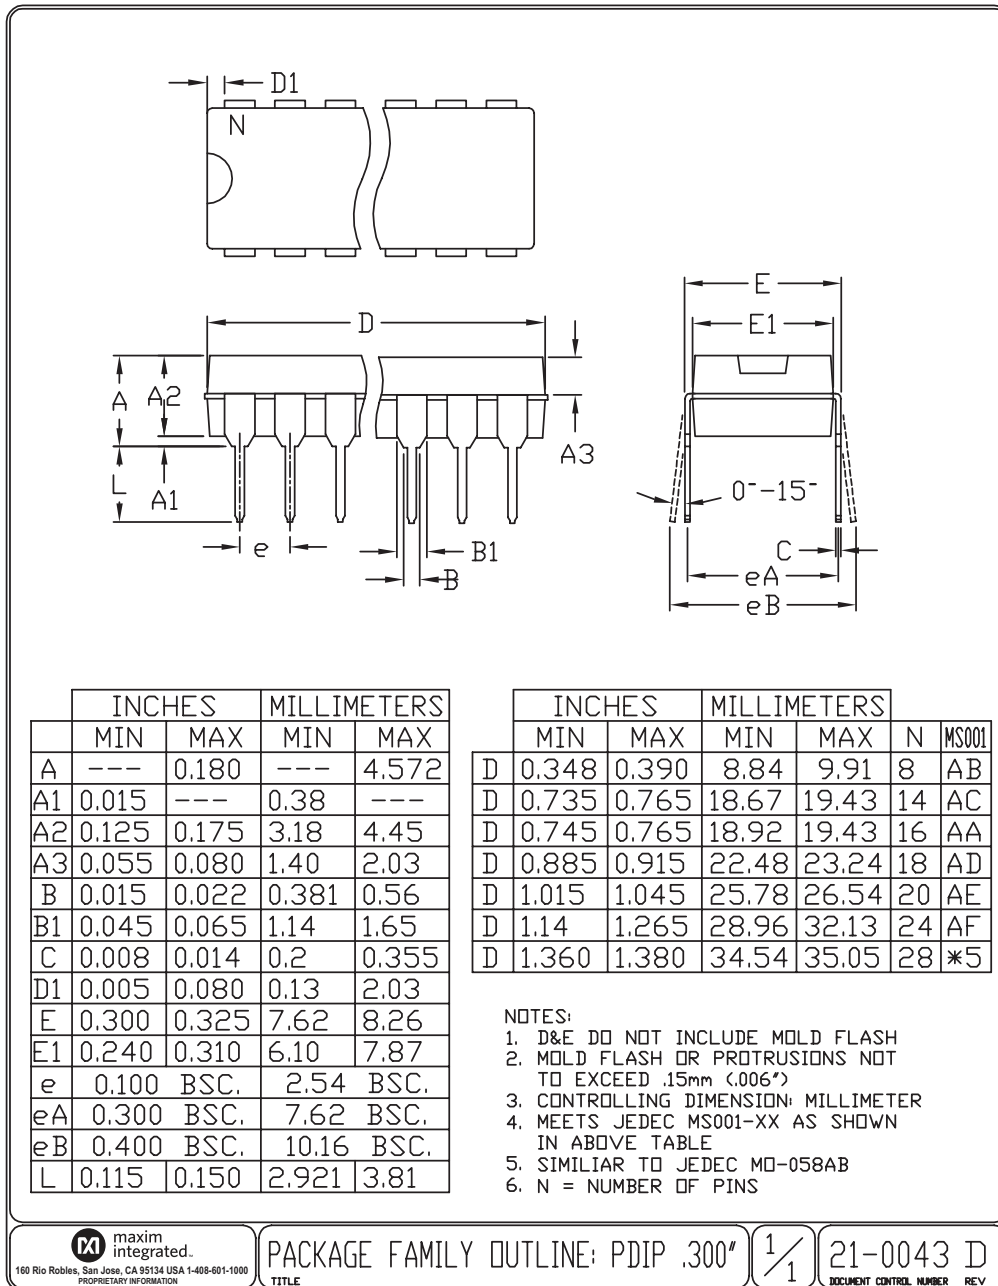 D1
N
E
D
E1
A
A2
A3
L
A1
0°-15°
e
B1
C
B
eA
eB
INCHES MILLIMETERS
MIN MAX MIN MAX
A --- 0.180 --- 4.572
A1 0.015 --- 0.38 ---
A2 0.125 0.175 3.18 4.45
A3 0.055 0.080 1.40 2.03
B 0.015 0.022 0.381 0.56
B1 0.045 0.065 1.14 1.65
C 0.008 0.014 0.2 0.355
D1 0.005 0.080 0.13 2.03
E 0.300 0.325 7.62 8.26
E1 0.240 0.310 6.10 7.87
e 0.100 BSC. 2.54 BSC.
eA 0.300 BSC. 7.62 BSC.
eB 0.400 BSC. 10.16 BSC.
L 0.115 0.150 2.921 3.81
INCHES MILLIMETERS
MIN MAX MIN MAX N MS001
D 0.348 0.390 8.84 9.91 8 AB
D 0.735 0.765 18.67 19.43 14 AC
D 0.745 0.765 18.92 19.43 16 AA
D 0.885 0.915 22.48 23.24 18 AD
D 1.015 1.045 25.78 26.54 20 AE
D 1.14 1.265 28.96 32.13 24 AF
D 1.360 1.380 34.54 35.05 28 *5
NOTES:
1. D&E DO NOT INCLUDE MOLD FLASH
2. MOLD FLASH OR PROTRUSIONS NOT
TO EXCEED .15mm (.006")
3. CONTROLLING DIMENSION: MILLIMETER
4. MEETS JEDEC MS001-XX AS SHOWN
IN ABOVE TABLE
5. SIMILIAR TO JEDEC MO-058AB
6. N = NUMBER OF PINS
maxim
integrated™
160 Rio Robles, San Jose, CA 95134 USA 1-408-601-1000
PROPRIETARY INFORMATION
PACKAGE FAMILY OUTLINE: PDIP .300"
TITLE
1/1
21-0043 D
DOCUMENT CONTROL NUMBER REV.